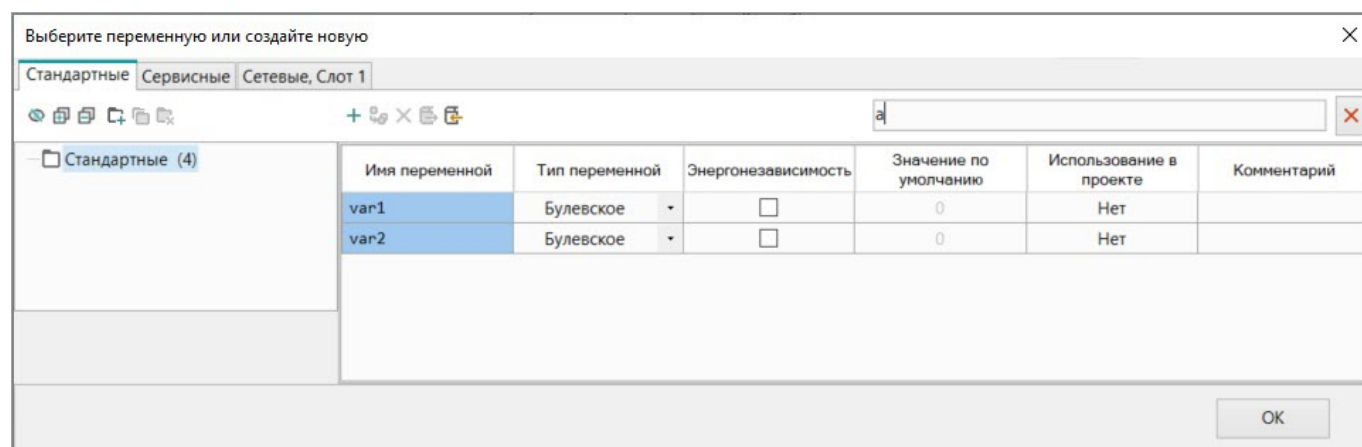 Выберите переменную или создайте новую
Стандартные Сервисные Сетевые, Слот 1
a
Стандартные (4)
Имя переменной Тип переменной Энергонезависимость Значение по умолчанию Использование в проекте Комментарий
var1 Булевское 0 Нет
var2 Булевское 0 Нет
OK